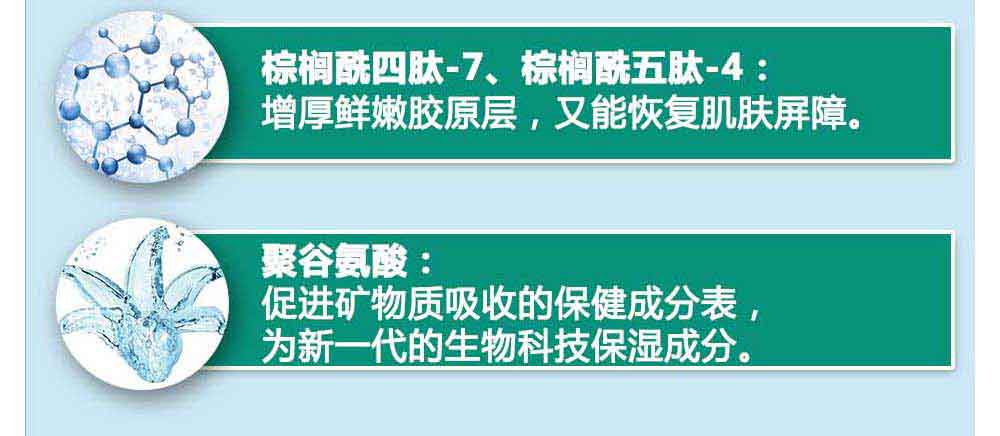 棕榈酰四肽-7、棕榈酰五肽-4：
增厚鲜嫩胶原层，又能恢复肌肤屏障。
聚谷氨酸：
促进矿物质吸收的保健成分表，
为新一代的生物科技保湿成分。